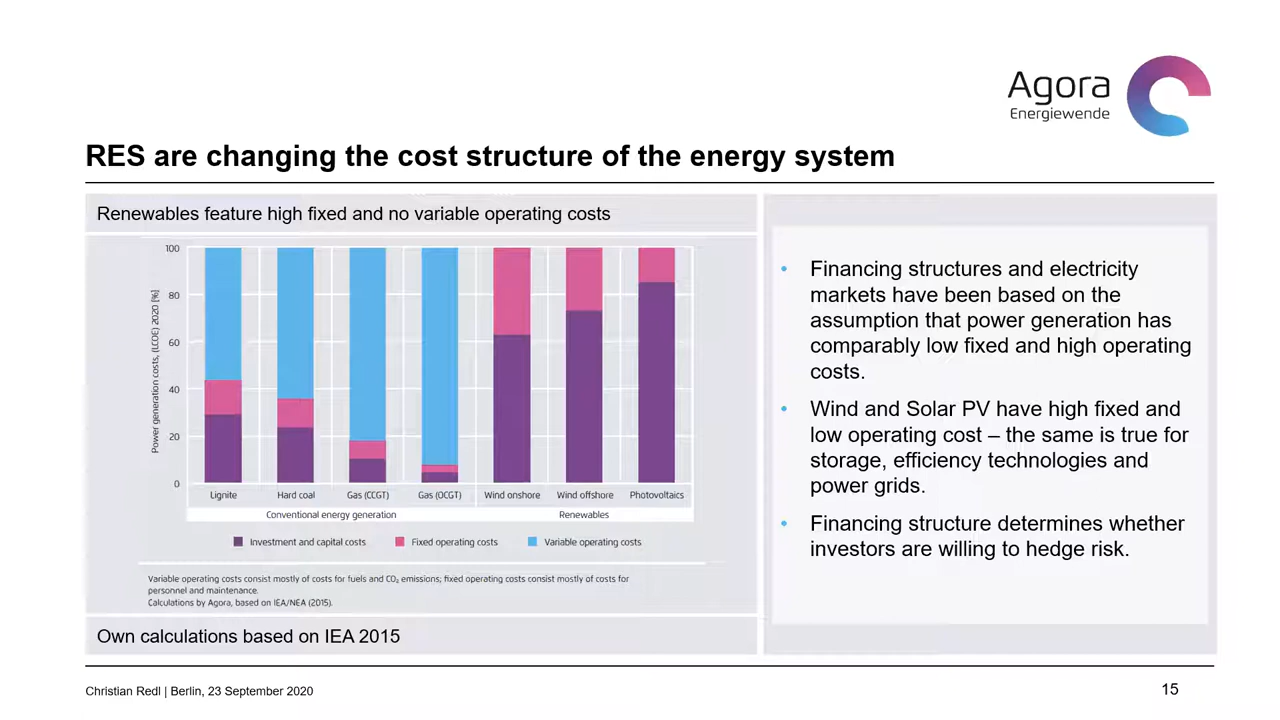 Agora
Energiewende
RES are changing the cost structure of the energy system
Renewables feature high fixed and no variable operating costs
Power generation costs, (LCOE) 2020 [%]
100
80
60
40
20
0
Lignite
Hard coal
Gas (CCGT)
Gas (OCGT)
Wind onshore
Wind offshore
Photovoltaics
Conventional energy generation
Renewables
Investment and capital costs
Fixed operating costs
Variable operating costs
Variable operating costs consist mostly of costs for fuels and CO₂ emissions; fixed operating costs consist mostly of costs for
personnel and maintenance.
Calculations by Agora, based on IEA/NEA (2015).
Own calculations based on IEA 2015
• Financing structures and electricity
markets have been based on the
assumption that power generation has
comparably low fixed and high operating
costs.
• Wind and Solar PV have high fixed and
low operating cost – the same is true for
storage, efficiency technologies and
power grids.
• Financing structure determines whether
investors are willing to hedge risk.
Christian Redl | Berlin, 23 September 2020
15